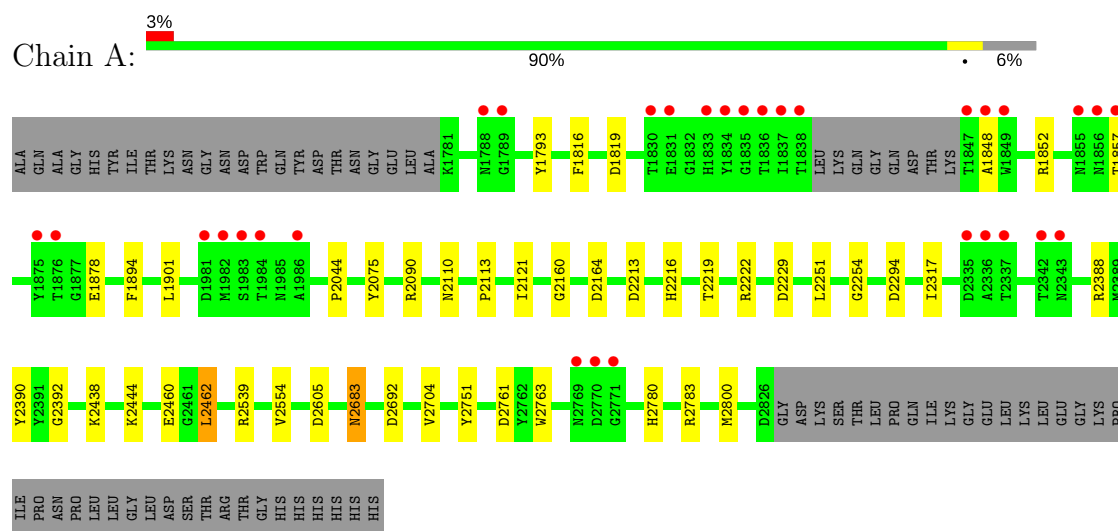 3%
Chain A:
90%
•
6%
ALA GLN ALA GLY HIS TYR ILE THR LYS ASN GLY ASN ASP TRP GLN TYR ASP THR ASN GLY GLU LEU ALA K1781 N1788 G1789 Y1793 F1816 D1819 T1830 E1831 G1832 H1833 Y1834 G1835 T1836 I1837 T1838 LEU LYS GLN GLY GLN ASP THR LYS T1847 A1848 W1849 R1852 N1855 N1856 T1857
Y1875 T1876 G1877 E1878 F1894 L1901 D1981 M1982 S1983 T1984 N1985 A1986 P2044 Y2075 R2090 N2110 P2113 I2121 G2160 D2164 D2213 H2216 T2219 R2222 D2229 L2251 G2254 D2294 I2317 D2335 A2336 T2337 T2342 N2343 R2388 M2389
Y2390 Y2391 G2392 K2438 K2444 E2460 G2461 L2462 R2539 V2554 D2605 N2683 D2692 V2704 Y2751 D2761 Y2762 W2763 N2769 D2770 G2771 H2780 R2783 M2800 D2826 GLY ASP LYS SER THR LEU PRO GLN ILE LYS GLY GLU LEU LYS LEU GLU GLY LYS PRO
ILE PRO ASN PRO LEU LEU GLY LEU ASP SER THR ARG THR GLY HIS HIS HIS HIS HIS HIS